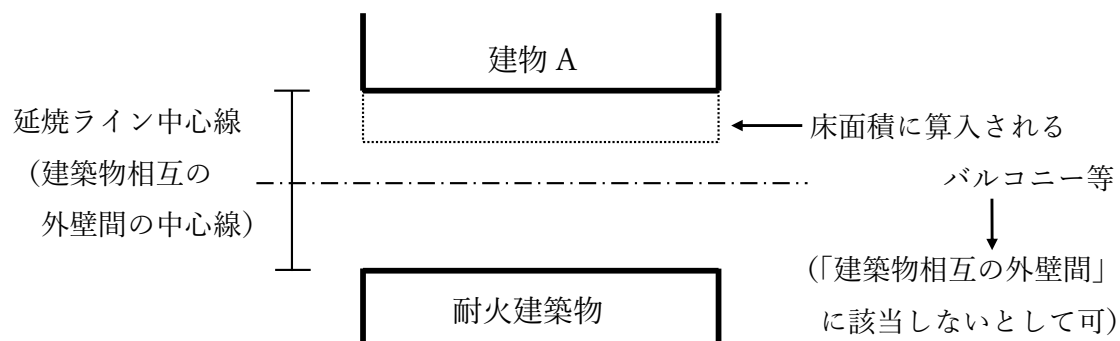 建物 A
延焼ライン中心線
（建築物相互の
外壁間の中心線）
床面積に算入される
バルコニー等
（「建築物相互の外壁間」
に該当しないとして可）
耐火建築物